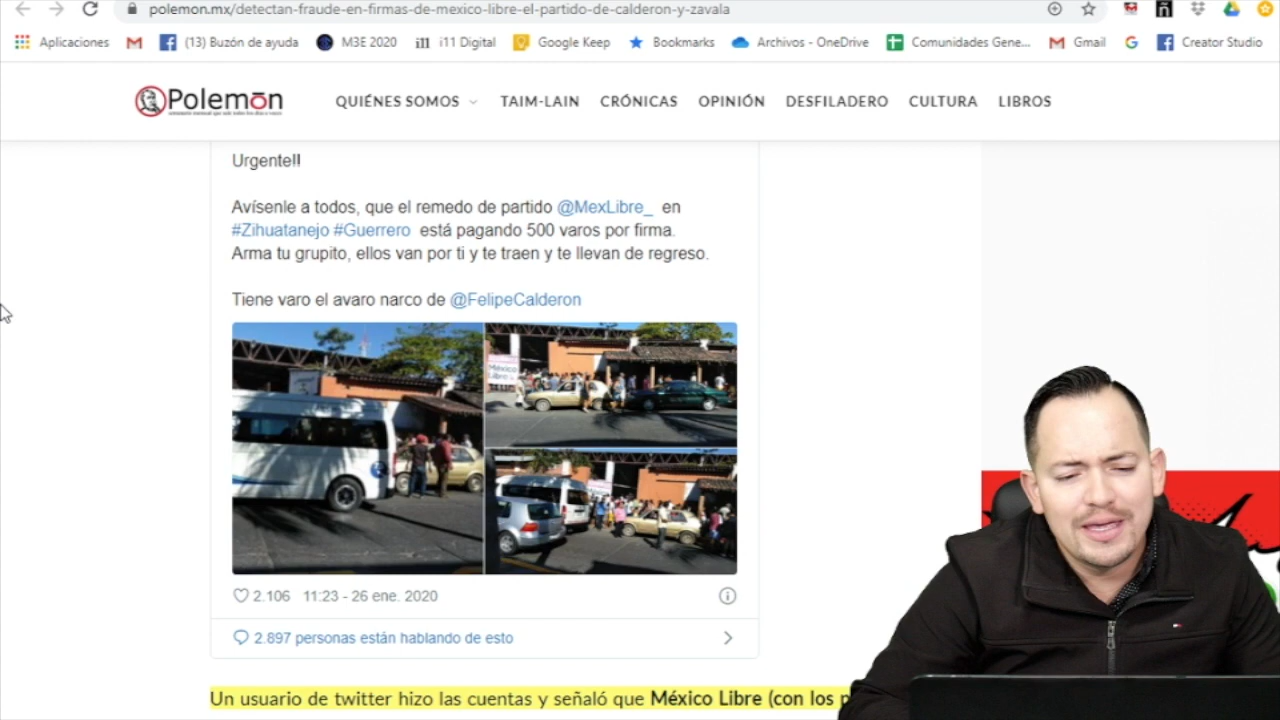 polemon.mx/detectan-fraude-en-firmas-de-mexico-libre-el-partido-de-calderon-y-zavala
Aplicaciones (13) Buzón de ayuda M3E 2020 i11 Digital Google Keep Bookmarks Archivos - OneDrive Comunidades Gene... Gmail Creator Studio
Polemōn QUIÉNES SOMOS TAIM-LAIN CRÓNICAS OPINIÓN DESFILADERO CULTURA LIBROS
Urgente!!
Avísenle a todos, que el remedo de partido @MexLibre_ en
#Zihuatanejo #Guerrero está pagando 500 varos por firma.
Arma tu grupito, ellos van por ti y te traen y te llevan de regreso.
Tiene varo el avaro narco de @FelipeCalderon
México
Libre
2.106 11:23 - 26 ene. 2020
2.897 personas están hablando de esto
Un usuario de twitter hizo las cuentas y señaló que México Libre (con los p